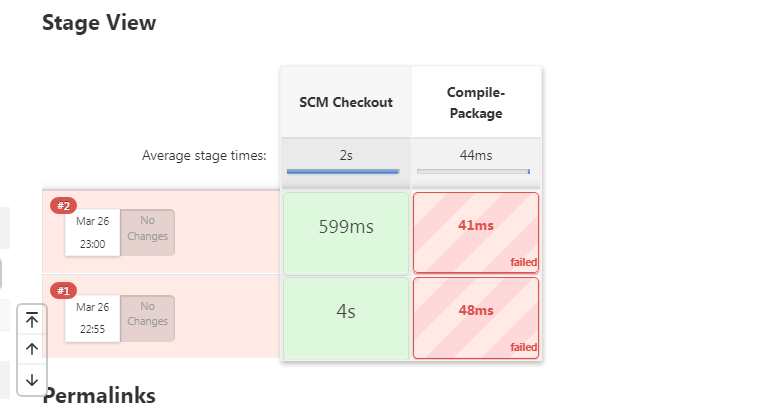 Stage View
SCM Checkout
Compile-
Package
Average stage times:
2s
44ms
#2
Mar 26
23:00
No
Changes
599ms
41ms
failed
#1
Mar 26
22:55
No
Changes
4s
48ms
failed
Permalinks